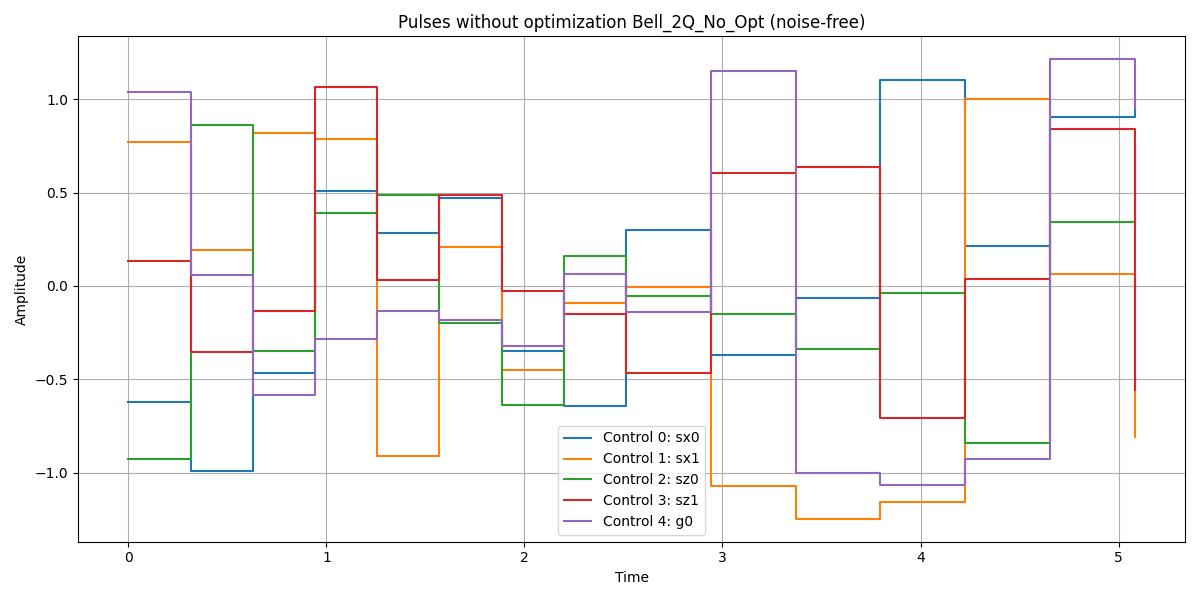 Pulses without optimization Bell_2Q_No_Opt (noise-free)
Amplitude
1.0
0.5
0.0
−0.5
−1.0
Control 0: sx0
Control 1: sx1
Control 2: sz0
Control 3: sz1
Control 4: g0
0 1 2 3 4 5
Time